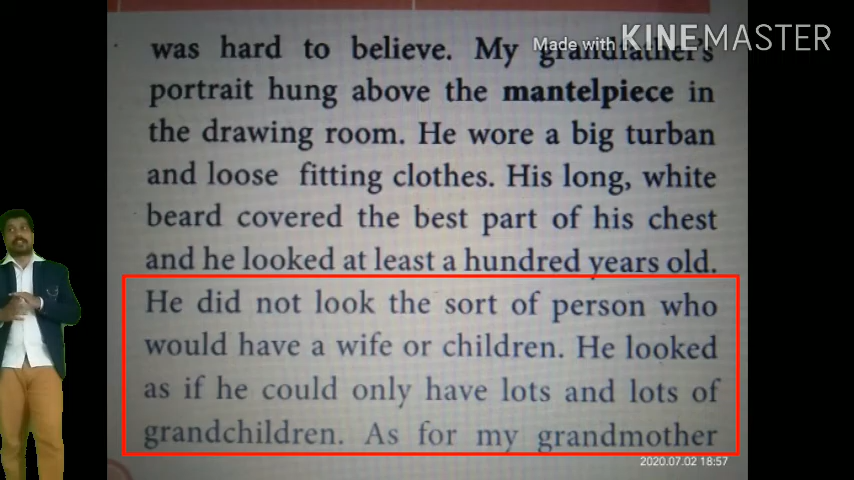 Made with KINEMASTER
was hard to believe. My grandfather's
portrait hung above the mantelpiece in
the drawing room. He wore a big turban
and loose fitting clothes. His long, white
beard covered the best part of his chest
and he looked at least a hundred years old.
He did not look the sort of person who
would have a wife or children. He looked
as if he could only have lots and lots of
grandchildren. As for my grandmother
2020.07.02 18:57